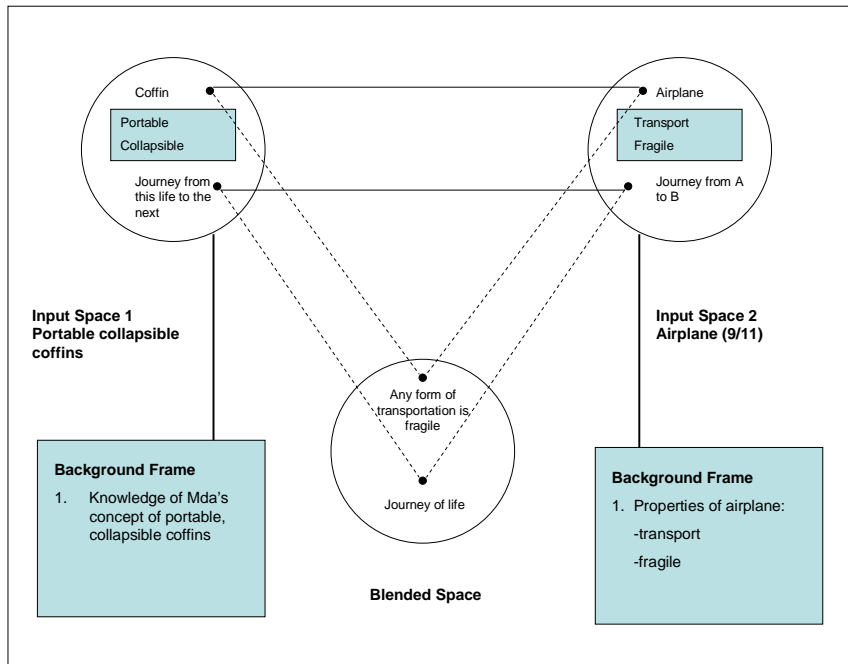 Coffin
Portable
Collapsible
Journey from
this life to the
next
Airplane
Transport
Fragile
Journey from A
to B
Input Space 1
Portable collapsible
coffins
Input Space 2
Airplane (9/11)
Any form of
transportation is
fragile
Journey of life
Blended Space
Background Frame
1. Knowledge of Mda's
concept of portable,
collapsible coffins
Background Frame
1. Properties of airplane:
-transport
-fragile